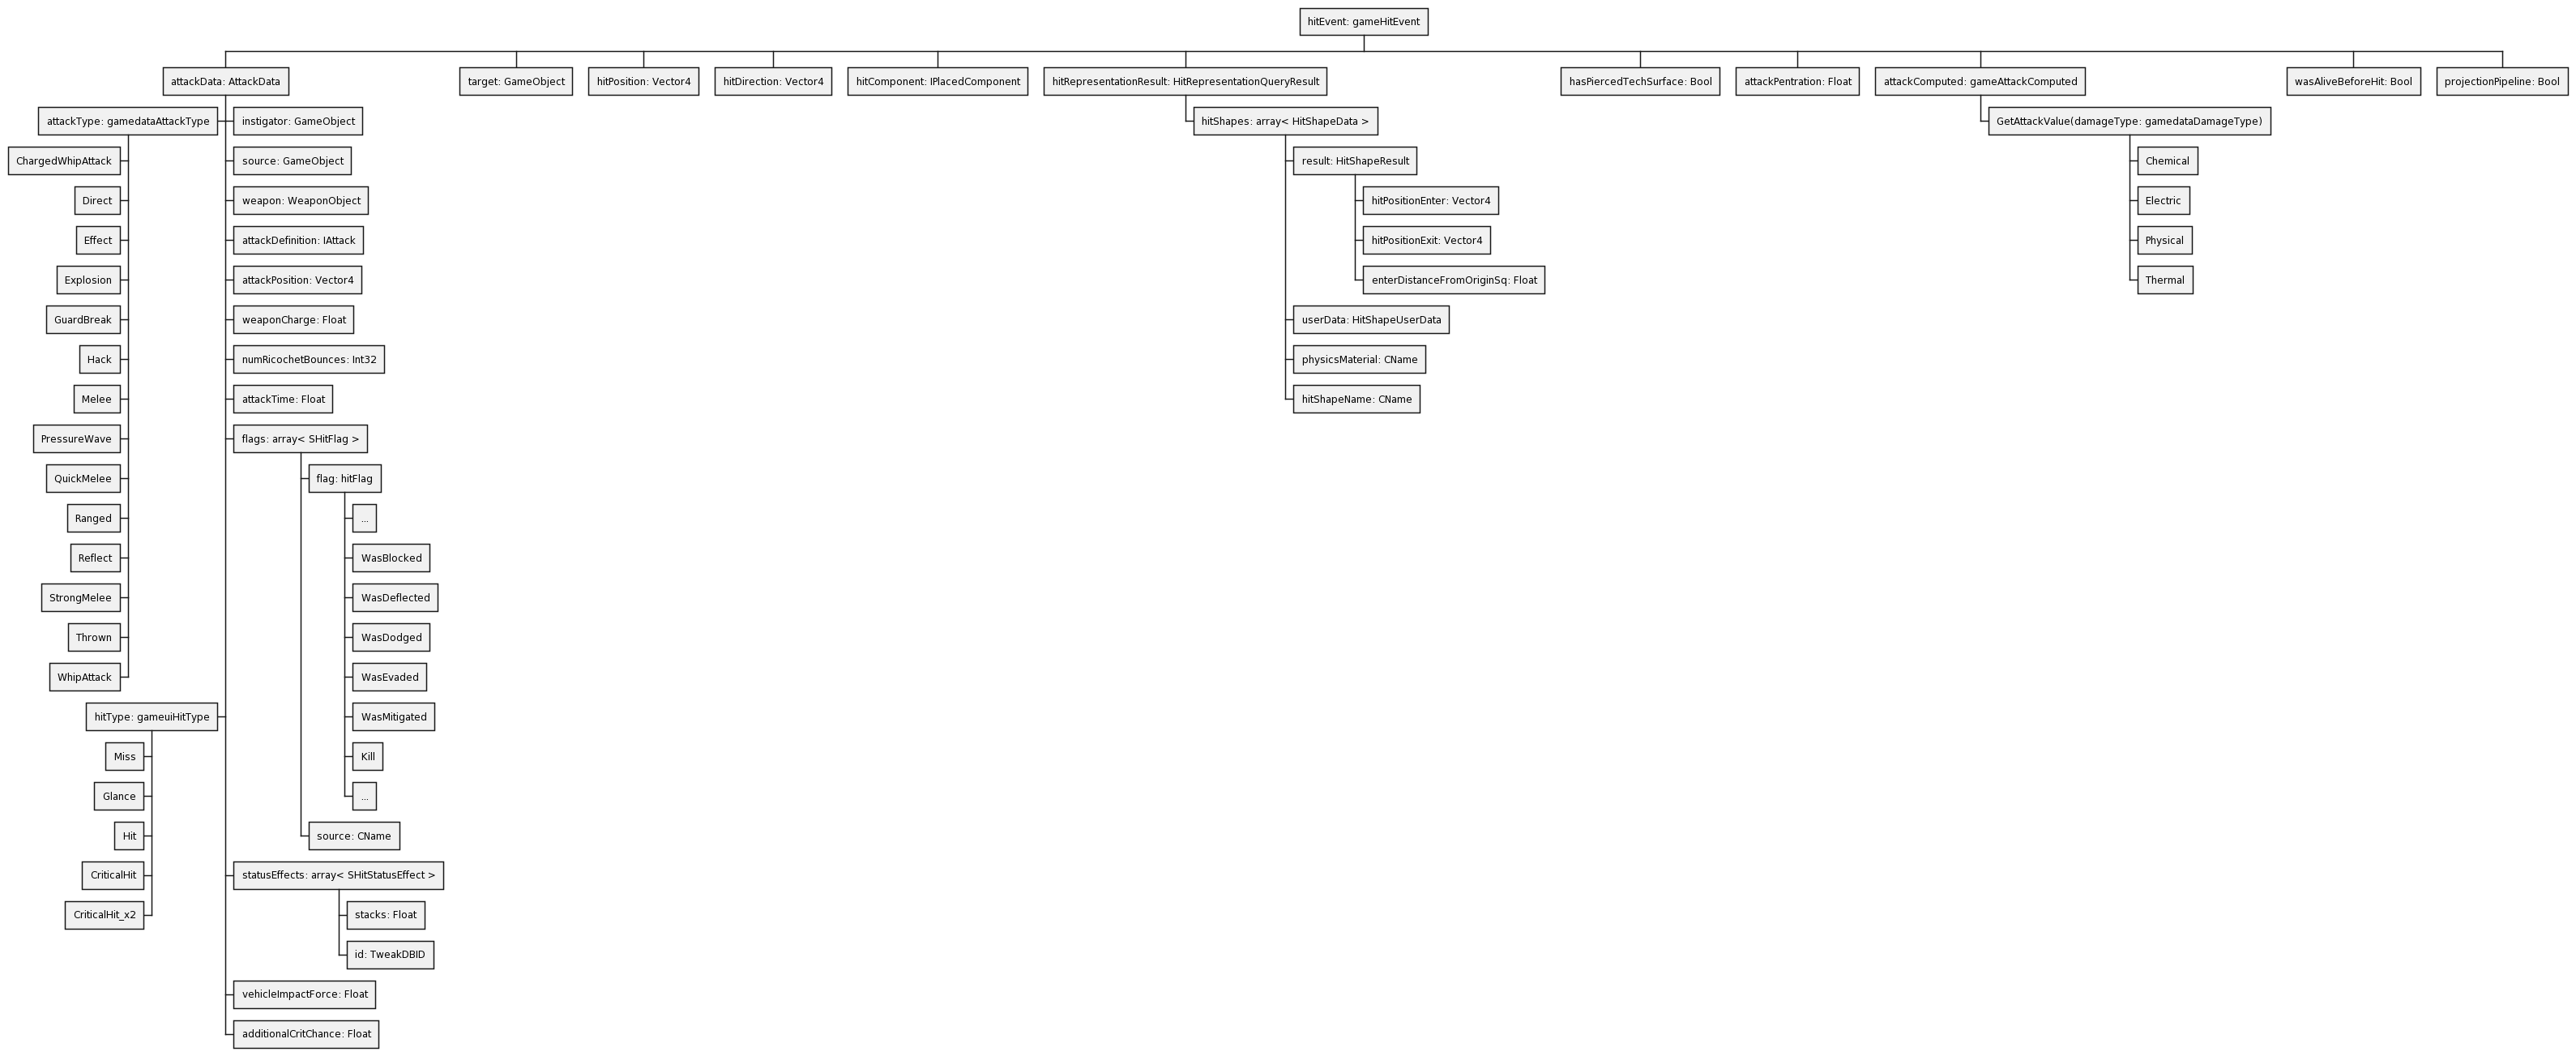 hitEvent: gameHitEvent
attackData: AttackData
target: GameObject
hitPosition: Vector4
hitDirection: Vector4
hitComponent: IPlacedComponent
hitRepresentationResult: HitRepresentationQueryResult
hasPiercedTechSurface: Bool
attackPentration: Float
attackComputed: gameAttackComputed
wasAliveBeforeHit: Bool
projectionPipeline: Bool
attackType: gamedataAttackType
ChargedWhipAttack
Direct
Effect
Explosion
GuardBreak
Hack
Melee
PressureWave
QuickMelee
Ranged
Reflect
StrongMelee
Thrown
WhipAttack
hitType: gameuiHitType
Miss
Glance
Hit
CriticalHit
CriticalHit_x2
instigator: GameObject
source: GameObject
weapon: WeaponObject
attackDefinition: IAttack
attackPosition: Vector4
weaponCharge: Float
numRicochetBounces: Int32
attackTime: Float
flags: array< SHitFlag >
flag: hitFlag
...
WasBlocked
WasDeflected
WasDodged
WasEvaded
WasMitigated
Kill
...
source: CName
statusEffects: array< SHitStatusEffect >
stacks: Float
id: TweakDBID
vehicleImpactForce: Float
additionalCritChance: Float
hitShapes: array< HitShapeData >
result: HitShapeResult
hitPositionEnter: Vector4
hitPositionExit: Vector4
enterDistanceFromOriginSq: Float
userData: HitShapeUserData
physicsMaterial: CName
hitShapeName: CName
GetAttackValue(damageType: gamedataDamageType)
Chemical
Electric
Physical
Thermal